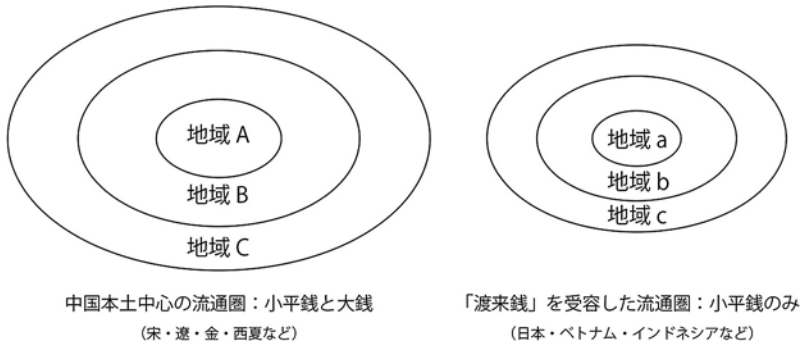 地域 A
地域 B
地域 C
中国本土中心の流通圏：小平銭と大銭
（宋・遼・金・西夏など）
地域 a
地域 b
地域 c
「渡来銭」を受容した流通圏：小平銭のみ
（日本・ベトナム・インドネシアなど）